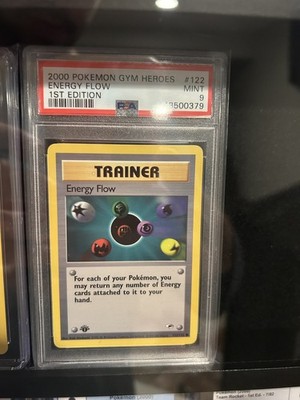 2000 POKEMON GYM HEROES #122
ENERGY FLOW MINT
1ST EDITION 9
PSA 3500379
TRAINER
Energy Flow
For each of your Pokémon, you
may return any number of Energy
cards attached to it to your
hand.